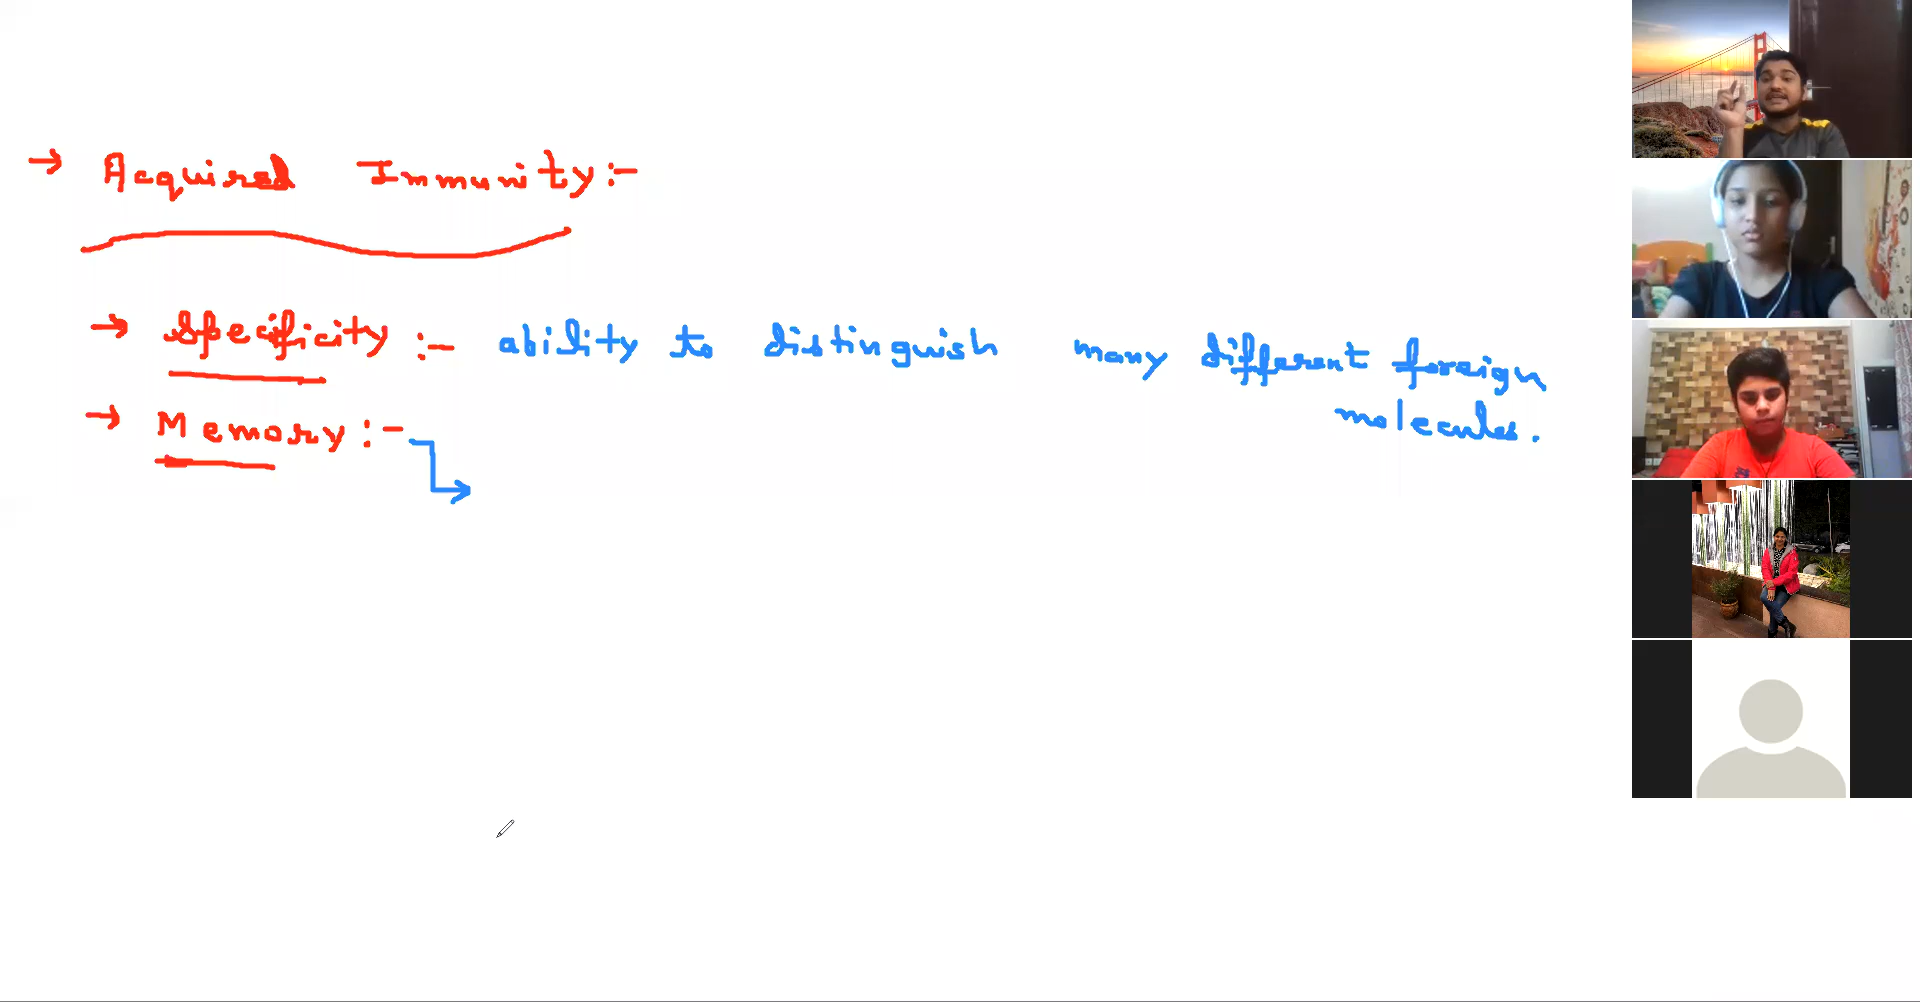 → Acquired Immunity:-
→ Specificity :- ability to distinguish many different foreign
molecules.
→ Memory:-